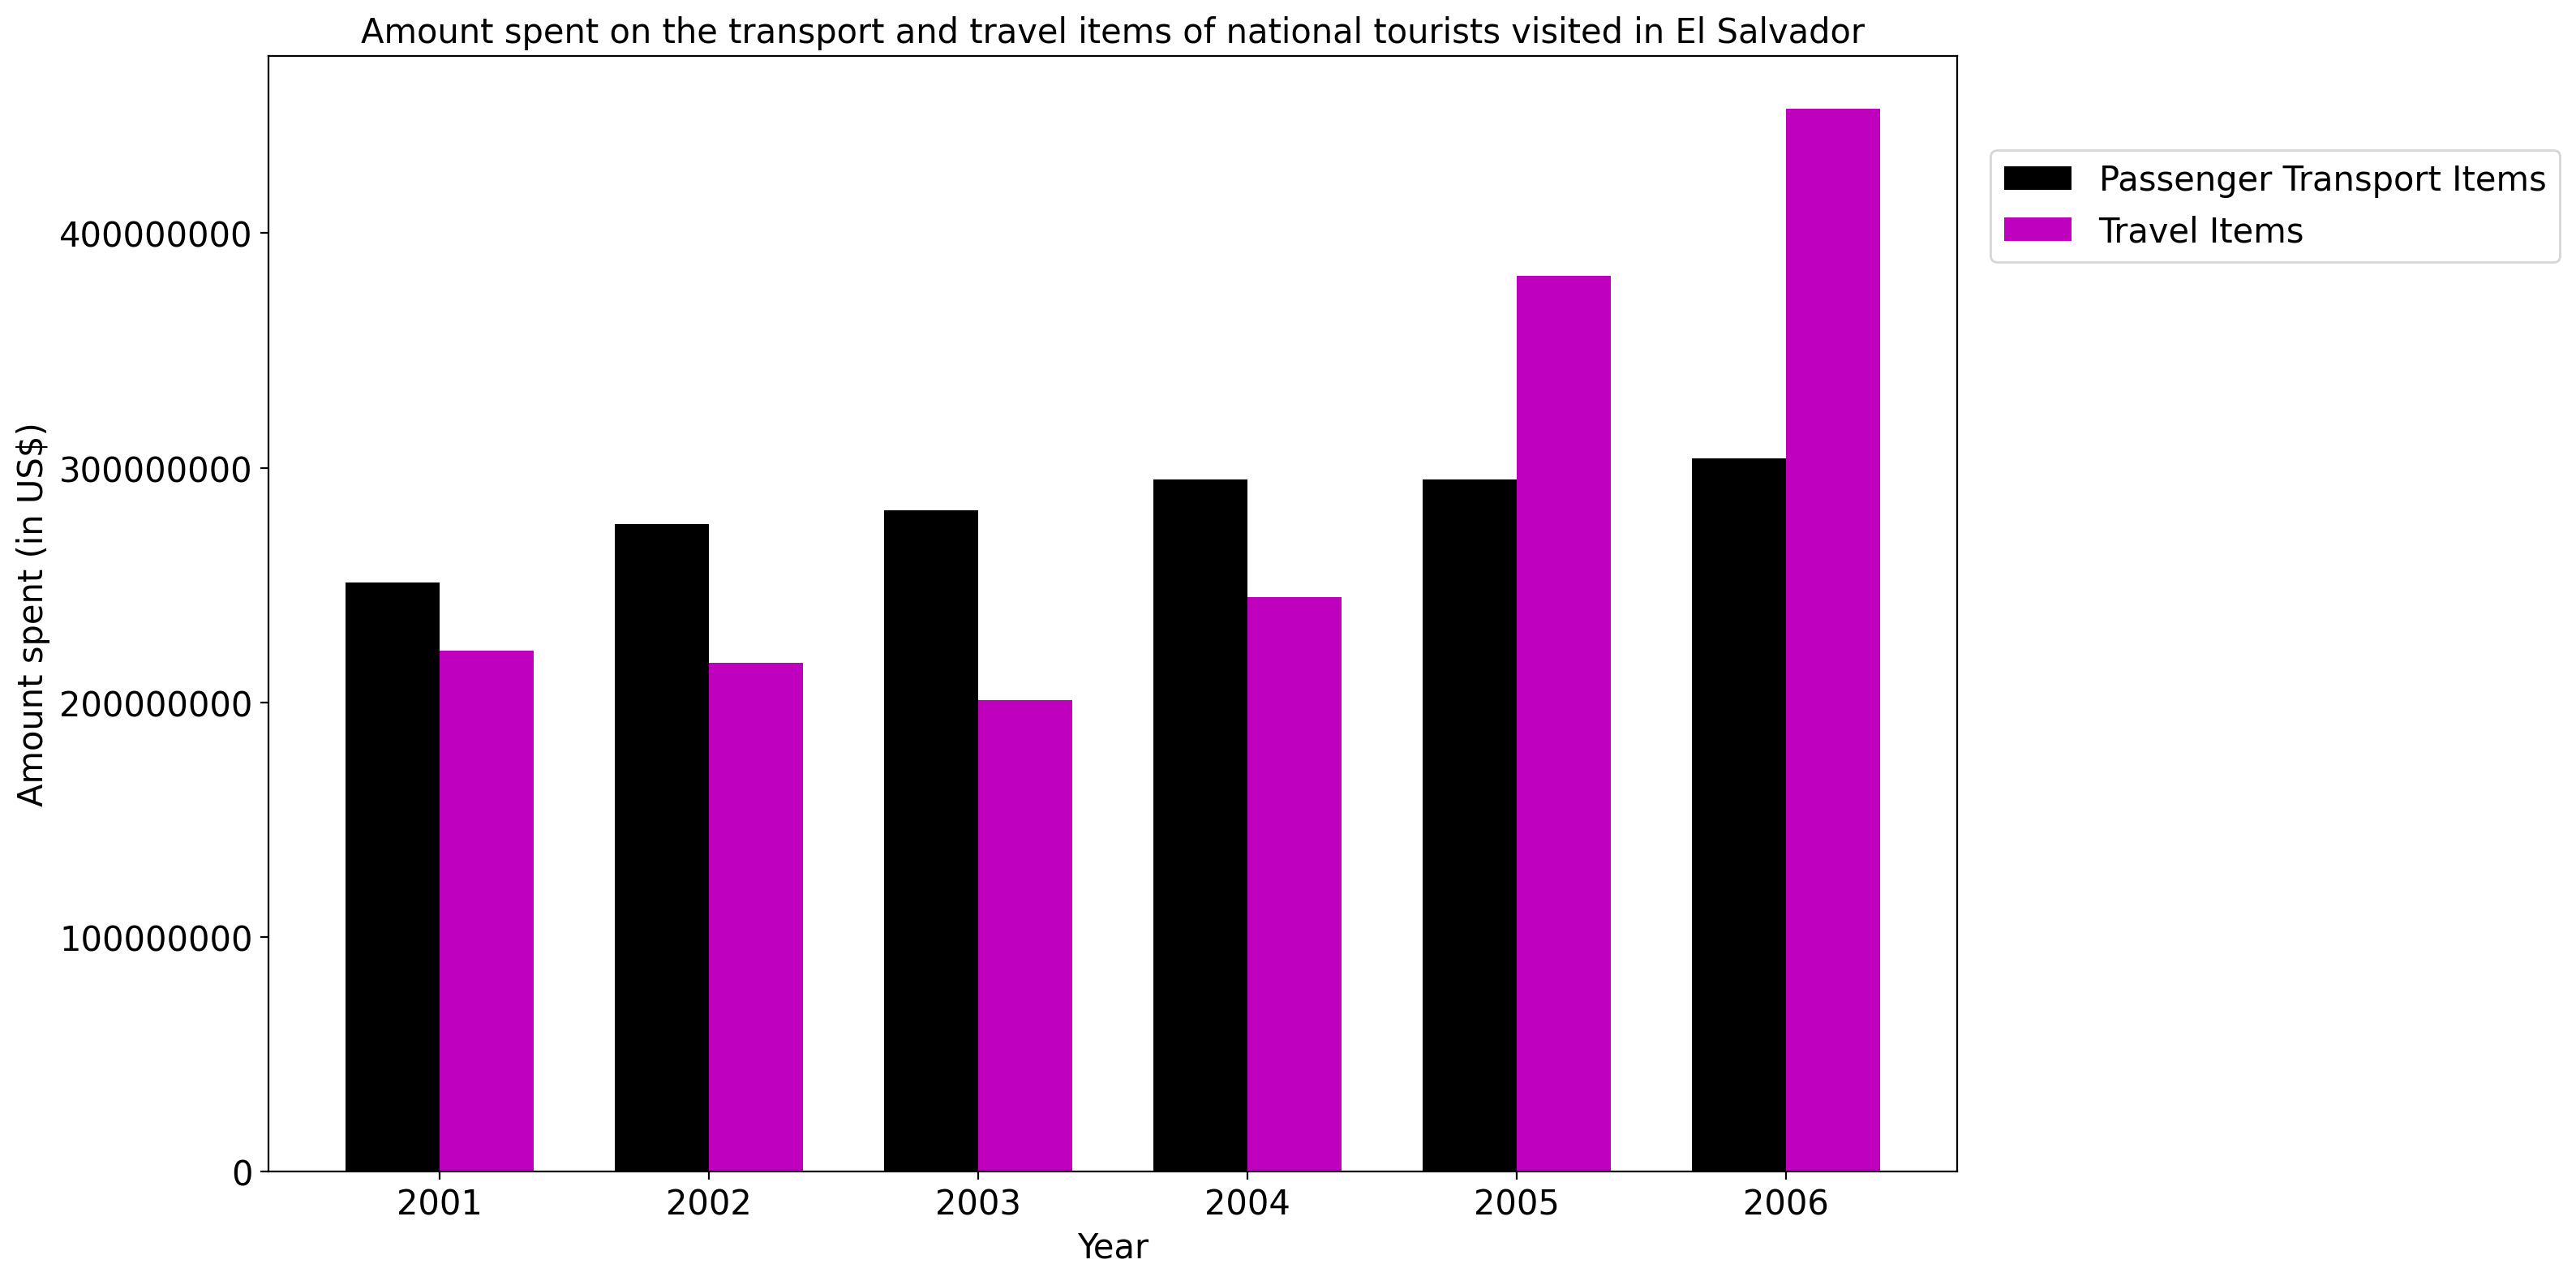 Amount spent on the transport and travel items of national tourists visited in El Salvador
Amount spent (in US$)
400000000
300000000
200000000
100000000
0
2001 2002 2003 2004 2005 2006
Year
Passenger Transport Items
Travel Items